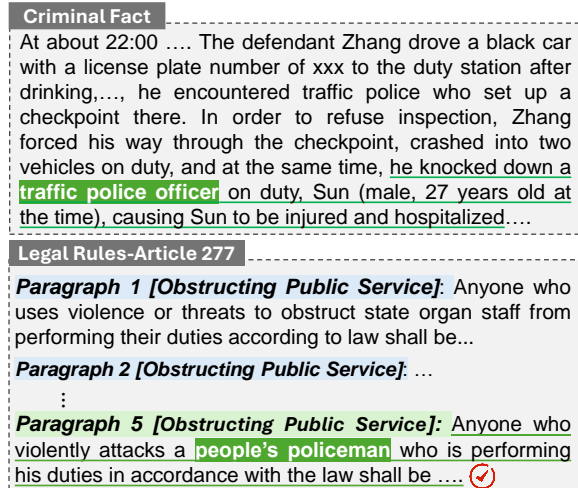 Criminal Fact
At about 22:00 …. The defendant Zhang drove a black car
with a license plate number of xxx to the duty station after
drinking,…, he encountered traffic police who set up a
checkpoint there. In order to refuse inspection, Zhang
forced his way through the checkpoint, crashed into two
vehicles on duty, and at the same time, he knocked down a
traffic police officer on duty, Sun (male, 27 years old at
the time), causing Sun to be injured and hospitalized….
Legal Rules-Article 277
Paragraph 1 [Obstructing Public Service]: Anyone who
uses violence or threats to obstruct state organ staff from
performing their duties according to law shall be...
Paragraph 2 [Obstructing Public Service]: …
⋮
Paragraph 5 [Obstructing Public Service]: Anyone who
violently attacks a people's policeman who is performing
his duties in accordance with the law shall be ….